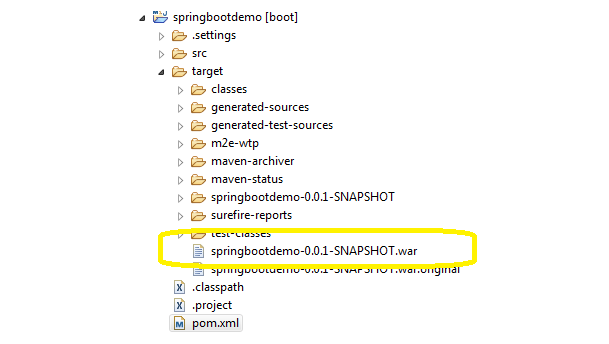 springbootdemo [boot]
.settings
src
target
classes
generated-sources
generated-test-sources
m2e-wtp
maven-archiver
maven-status
springbootdemo-0.0.1-SNAPSHOT
surefire-reports
test-classes
springbootdemo-0.0.1-SNAPSHOT.war
springbootdemo-0.0.1-SNAPSHOT.war.original
.classpath
.project
pom.xml